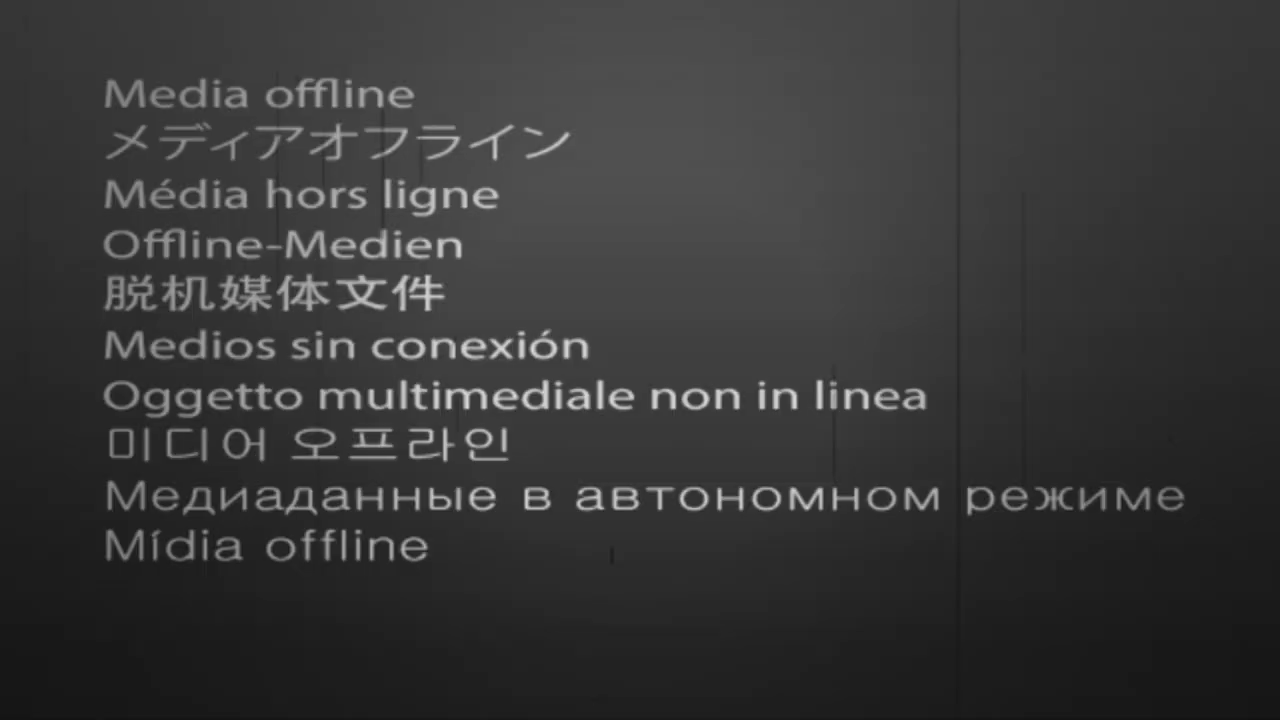 Media offline
メディアオフライン
Média hors ligne
Offline-Medien
脱机媒体文件
Medios sin conexión
Oggetto multimediale non in linea
미디어 오프라인
Медиаданные в автономном режиме
Mídia offline